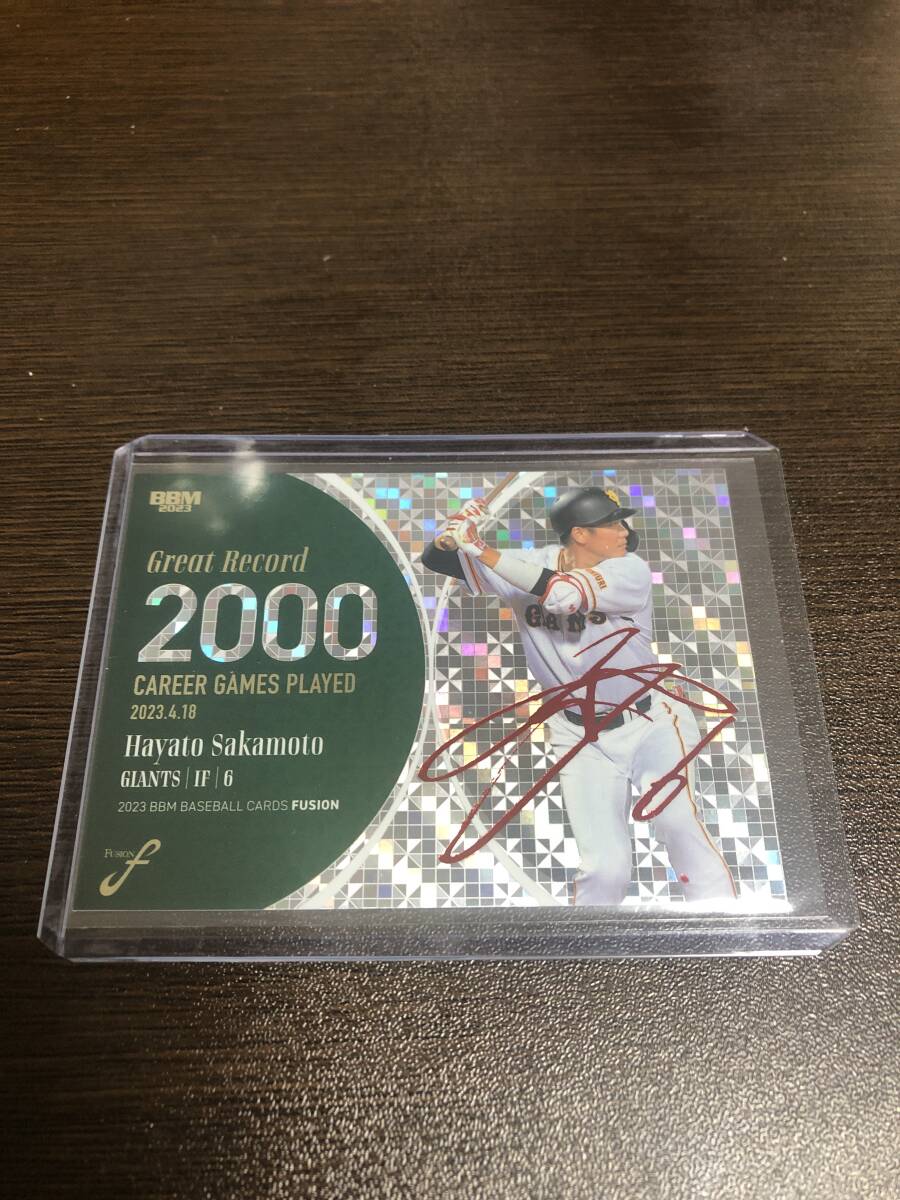 BBM
2023
Great Record
2000
CAREER GAMES PLAYED
2023.4.18
Hayato Sakamoto
GIANTS | IF | 6
2023 BBM BASEBALL CARDS FUSION
FUSION
f